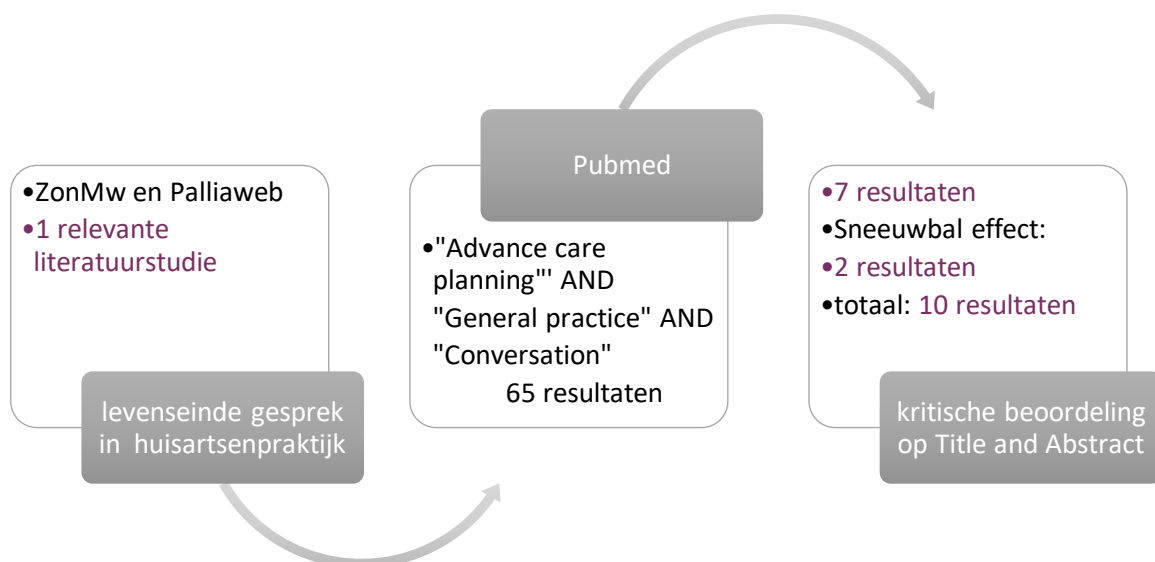 •ZonMw en Palliaweb
•1 relevante
literatuurstudie
levenseinde gesprek
in huisartsenpraktijk
Pubmed
•"Advance care
planning"' AND
"General practice" AND
"Conversation"
65 resultaten
•7 resultaten
•Sneeuwbal effect:
•2 resultaten
•totaal: 10 resultaten
kritische beoordeling
op Title and Abstract